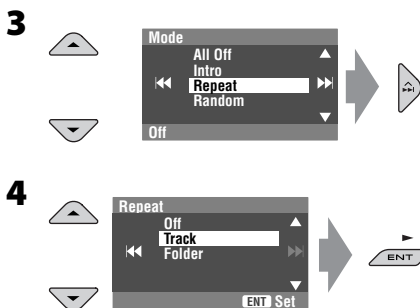 3
Mode
All Off
Intro
Repeat
Random
Off
4
Repeat
Off
Track
Folder
ENT Set
ENT